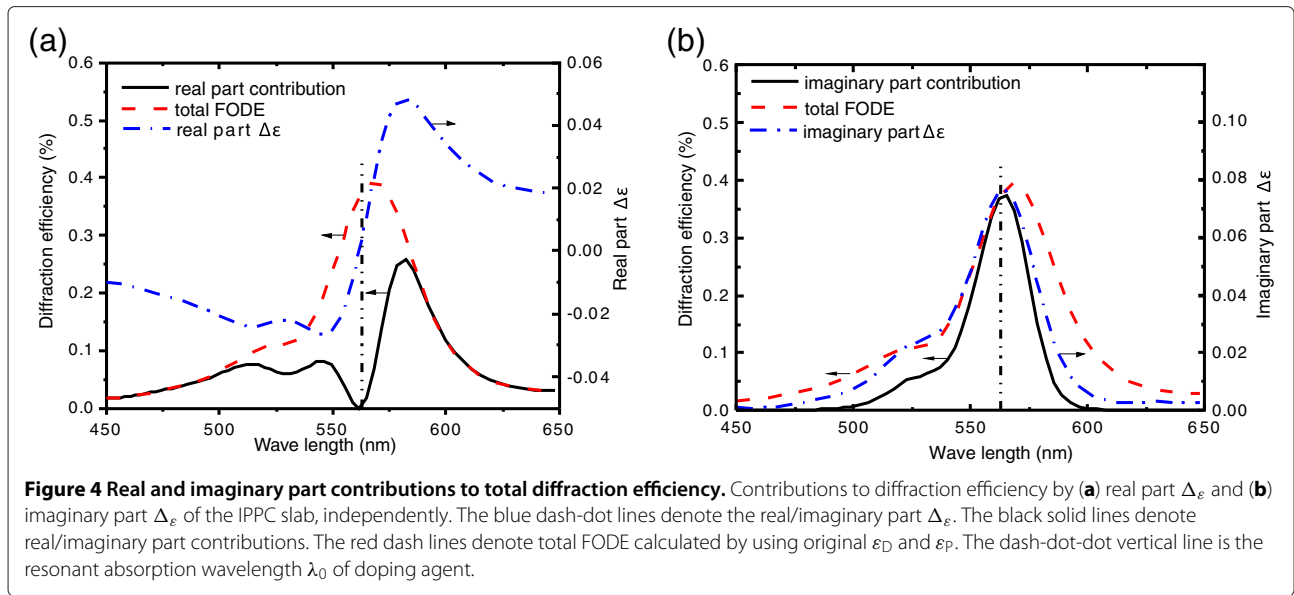 (a)
0.6
0.5
0.4
0.3
0.2
0.1
0.0
Diffraction efficiency (%)
real part contribution
total FODE
real part Δε
0.06
0.04
0.02
0.00
-0.02
-0.04
Real part Δε
450 500 550 600 650
Wave length (nm)
(b)
0.6
0.5
0.4
0.3
0.2
0.1
0.0
Diffraction efficiency (%)
imaginary part contribution
total FODE
imaginary part Δε
0.10
0.08
0.06
0.04
0.02
0.00
Imaginary part Δε
450 500 550 600 650
Wave length (nm)
Figure 4 Real and imaginary part contributions to total diffraction efficiency. Contributions to diffraction efficiency by (a) real part Δε and (b)
imaginary part Δε of the IPPC slab, independently. The blue dash-dot lines denote the real/imaginary part Δε. The black solid lines denote
real/imaginary part contributions. The red dash lines denote total FODE calculated by using original εD and εP. The dash-dot-dot vertical line is the
resonant absorption wavelength λ0 of doping agent.